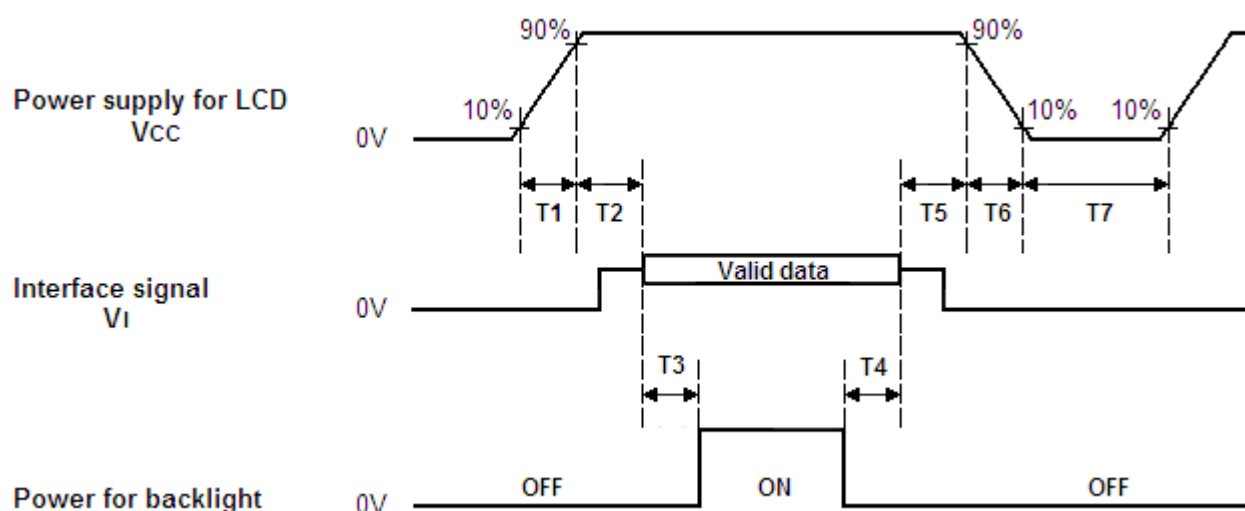 90% 90%
Power supply for LCD
VCC
10% 10% 10%
0V
T1 T2 T5 T6 T7
Valid data
Interface signal
VI
0V
T3 T4
OFF ON OFF
Power for backlight
0V